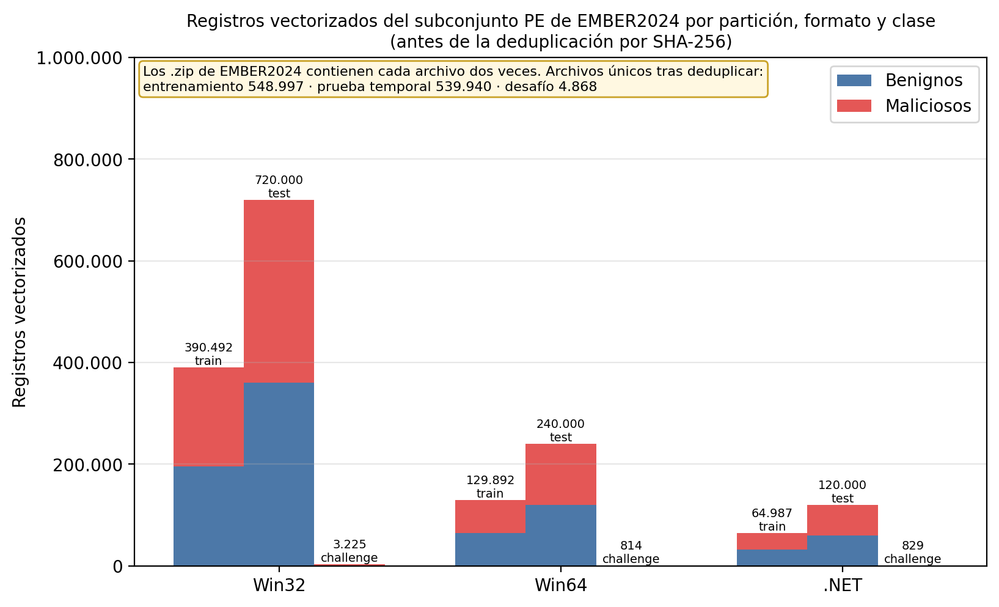 Registros vectorizados del subconjunto PE de EMBER2024 por partición, formato y clase
(antes de la deduplicación por SHA-256)
Los .zip de EMBER2024 contienen cada archivo dos veces. Archivos únicos tras deduplicar:
entrenamiento 548.997 · prueba temporal 539.940 · desafío 4.868
Benignos
Maliciosos
Registros vectorizados
1.000.000
800.000
600.000
400.000
200.000
0
390.492
train
720.000
test
3.225
challenge
129.892
train
240.000
test
814
challenge
64.987
train
120.000
test
829
challenge
Win32
Win64
.NET